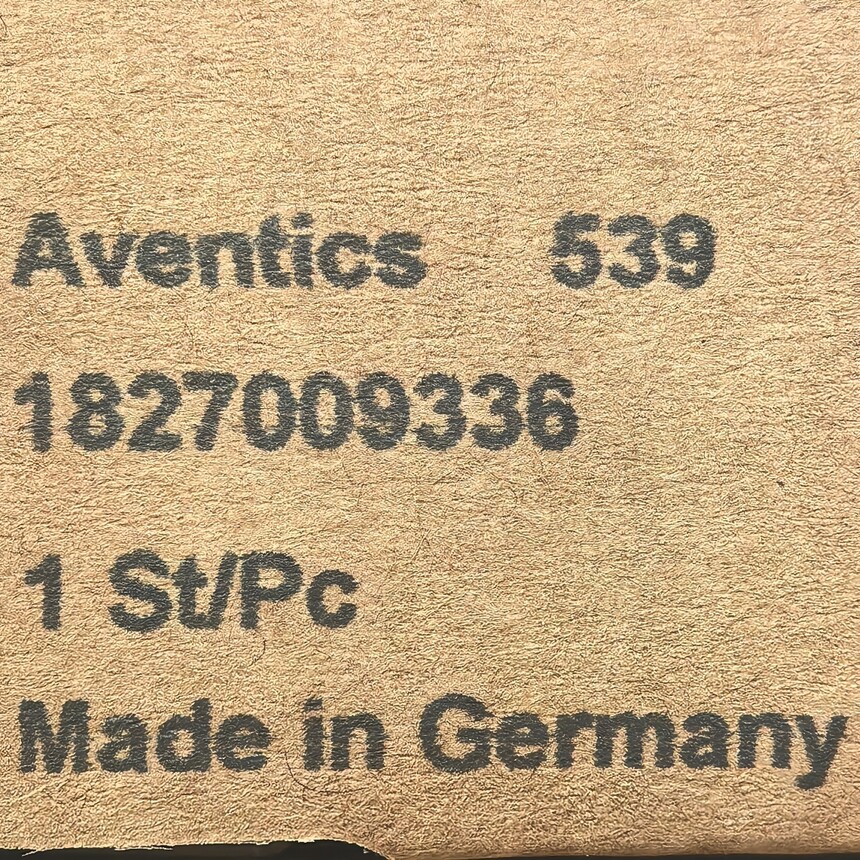 Aventics 539
1827009336
1 St/Pc
Made in Germany